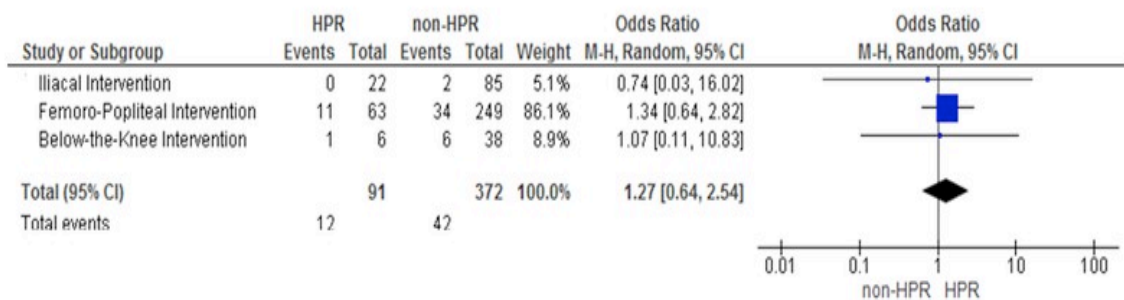 HPR non-HPR Odds Ratio Odds Ratio
Study or Subgroup Events Total Events Total Weight M-H, Random, 95% CI M-H, Random, 95% CI
Iliacal Intervention 0 22 2 85 5.1% 0.74 [0.03, 16.02]
Femoro-Popliteal Intervention 11 63 34 249 86.1% 1.34 [0.64, 2.82]
Below-the-Knee Intervention 1 6 6 38 8.9% 1.07 [0.11, 10.83]
Total (95% CI) 91 372 100.0% 1.27 [0.64, 2.54]
Total events 12 42
0.01 0.1 1 10 100
non-HPR HPR